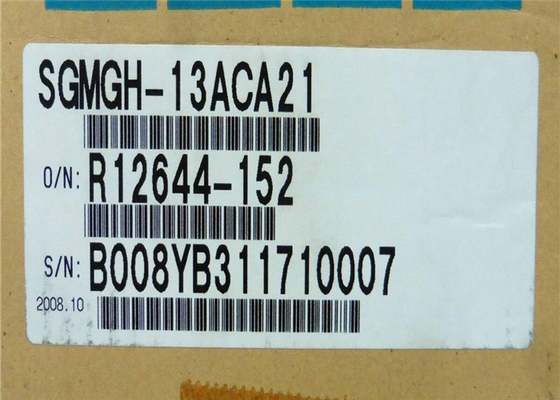 SGMGH-13ACA21
O/N: R12644-152
S/N: B008YB311710007
2008.10